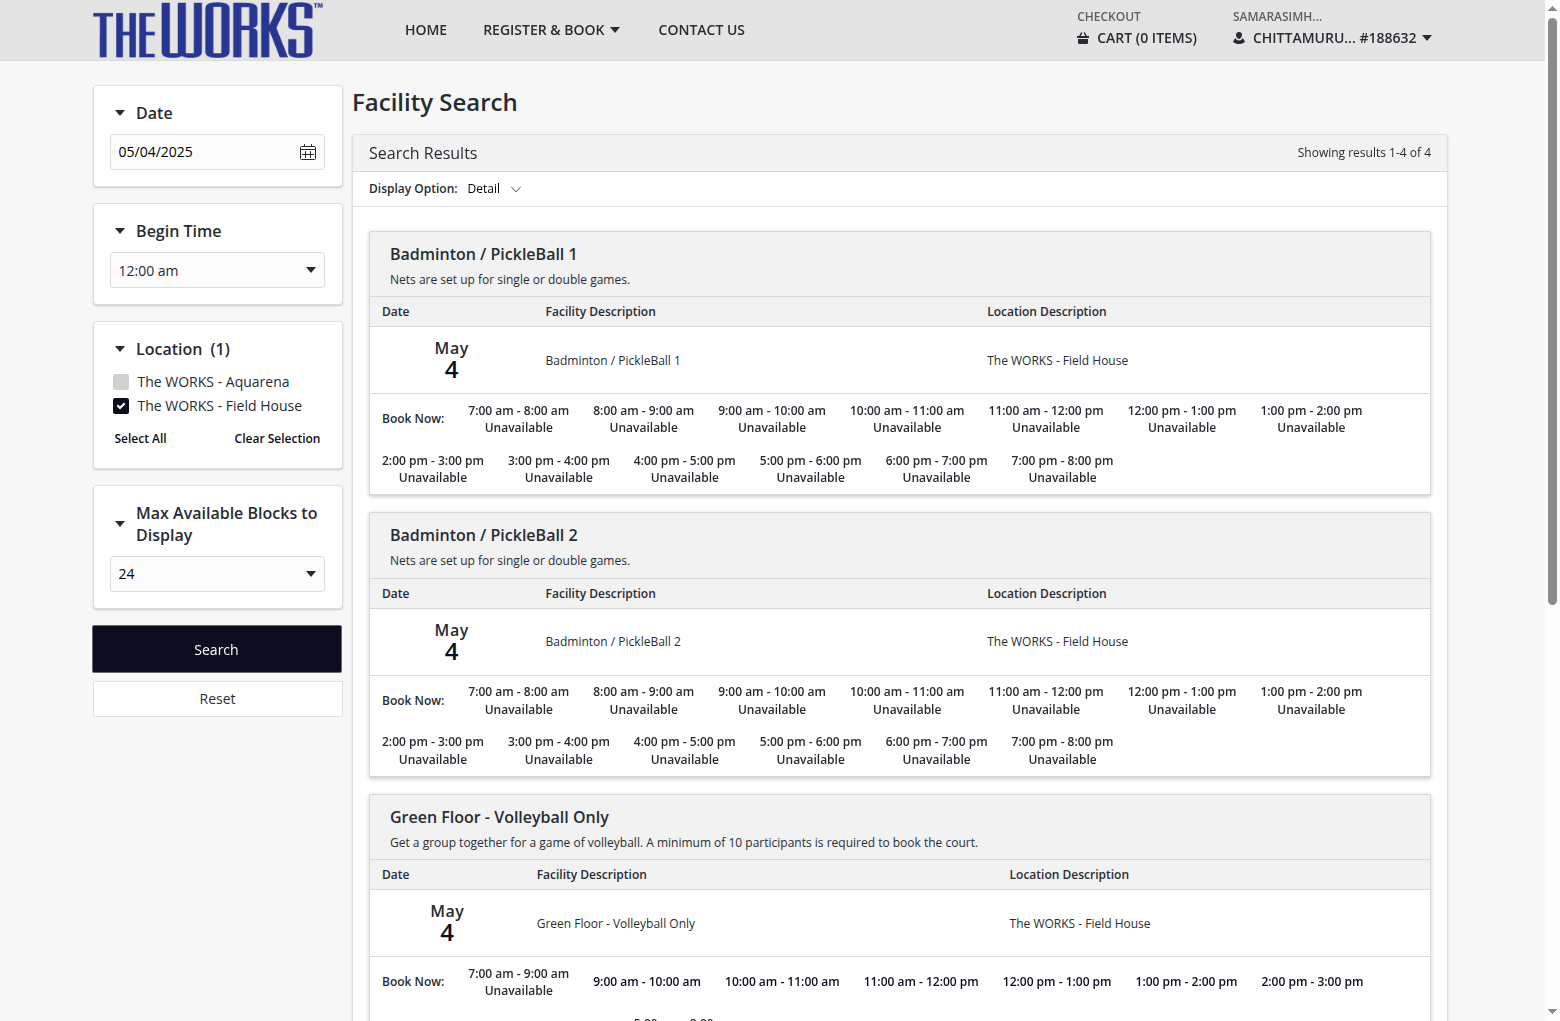 THE WORKS™
HOME
REGISTER & BOOK
CONTACT US
CHECKOUT
CART (0 ITEMS)
SAMARASIMH...
CHITTAMURU... #188632
Date
05/04/2025
Begin Time
12:00 am
Location (1)
The WORKS - Aquarena
The WORKS - Field House
Select All
Clear Selection
Max Available Blocks to
Display
24
Search
Reset
Facility Search
Search Results
Showing results 1-4 of 4
Display Option: Detail
Badminton / PickleBall 1
Nets are set up for single or double games.
Date Facility Description Location Description
May
4
Badminton / PickleBall 1
The WORKS - Field House
Book Now:
7:00 am - 8:00 am 8:00 am - 9:00 am 9:00 am - 10:00 am 10:00 am - 11:00 am 11:00 am - 12:00 pm 12:00 pm - 1:00 pm 1:00 pm - 2:00 pm
Unavailable Unavailable Unavailable Unavailable Unavailable Unavailable Unavailable
2:00 pm - 3:00 pm 3:00 pm - 4:00 pm 4:00 pm - 5:00 pm 5:00 pm - 6:00 pm 6:00 pm - 7:00 pm 7:00 pm - 8:00 pm
Unavailable Unavailable Unavailable Unavailable Unavailable Unavailable
Badminton / PickleBall 2
Nets are set up for single or double games.
Date Facility Description Location Description
May
4
Badminton / PickleBall 2
The WORKS - Field House
Book Now:
7:00 am - 8:00 am 8:00 am - 9:00 am 9:00 am - 10:00 am 10:00 am - 11:00 am 11:00 am - 12:00 pm 12:00 pm - 1:00 pm 1:00 pm - 2:00 pm
Unavailable Unavailable Unavailable Unavailable Unavailable Unavailable Unavailable
2:00 pm - 3:00 pm 3:00 pm - 4:00 pm 4:00 pm - 5:00 pm 5:00 pm - 6:00 pm 6:00 pm - 7:00 pm 7:00 pm - 8:00 pm
Unavailable Unavailable Unavailable Unavailable Unavailable Unavailable
Green Floor - Volleyball Only
Get a group together for a game of volleyball. A minimum of 10 participants is required to book the court.
Date Facility Description Location Description
May
4
Green Floor - Volleyball Only
The WORKS - Field House
Book Now:
7:00 am - 9:00 am
Unavailable
9:00 am - 10:00 am 10:00 am - 11:00 am 11:00 am - 12:00 pm 12:00 pm - 1:00 pm 1:00 pm - 2:00 pm 2:00 pm - 3:00 pm